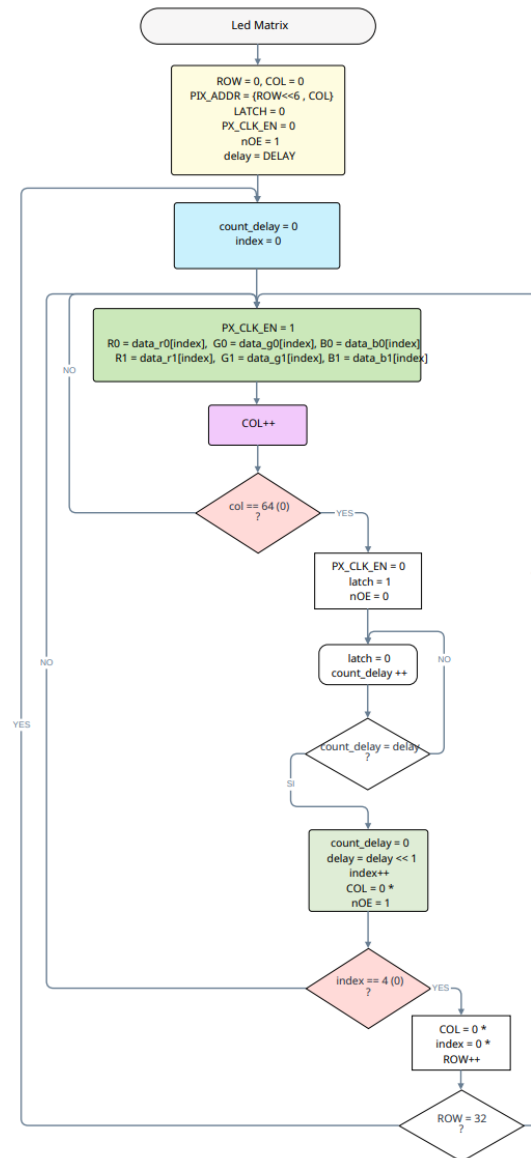 Led Matrix
ROW = 0, COL = 0
PIX_ADDR = {ROW<<6 , COL}
LATCH = 0
PX_CLK_EN = 0
nOE = 1
delay = DELAY
count_delay = 0
index = 0
PX_CLK_EN = 1
R0 = data_r0[index], G0 = data_g0[index], B0 = data_b0[index]
R1 = data_r1[index], G1 = data_g1[index], B1 = data_b1[index]
NO
COL++
col == 64 (0)
?
YES
PX_CLK_EN = 0
latch = 1
nOE = 0
latch = 0
count_delay ++
NO
NO
YES
count_delay = delay
?
SI
count_delay = 0
delay = delay << 1
index++
COL = 0 *
nOE = 1
index == 4 (0)
?
YES
COL = 0 *
index = 0 *
ROW++
ROW = 32
?